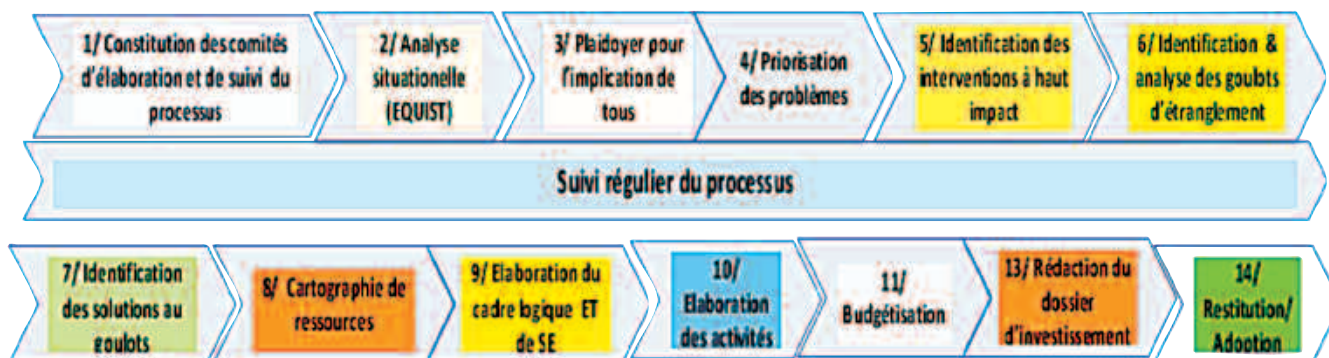 1/ Constitution des comités
d'élaboration et de suivi du
processus
2/ Analyse
situationelle
(EQUIST)
3/ Plaidoyer pour
l'implication de
tous
4/ Priorisation
des problèmes
5/ Identification des
interventions à haut
impact
6/ Identification &
analyse des goubts
d'étranglement
Suivi régulier du processus
7/ Identification
des solutions au
goulots
8/ Cartographie de
ressources
9/ Elaboration du
cadre logique ET
de SE
10/
Elaboration
des activités
11/
Budgétisation
13/ Rédaction du
dossier
d'investissement
14/
Restitution/
Adoption